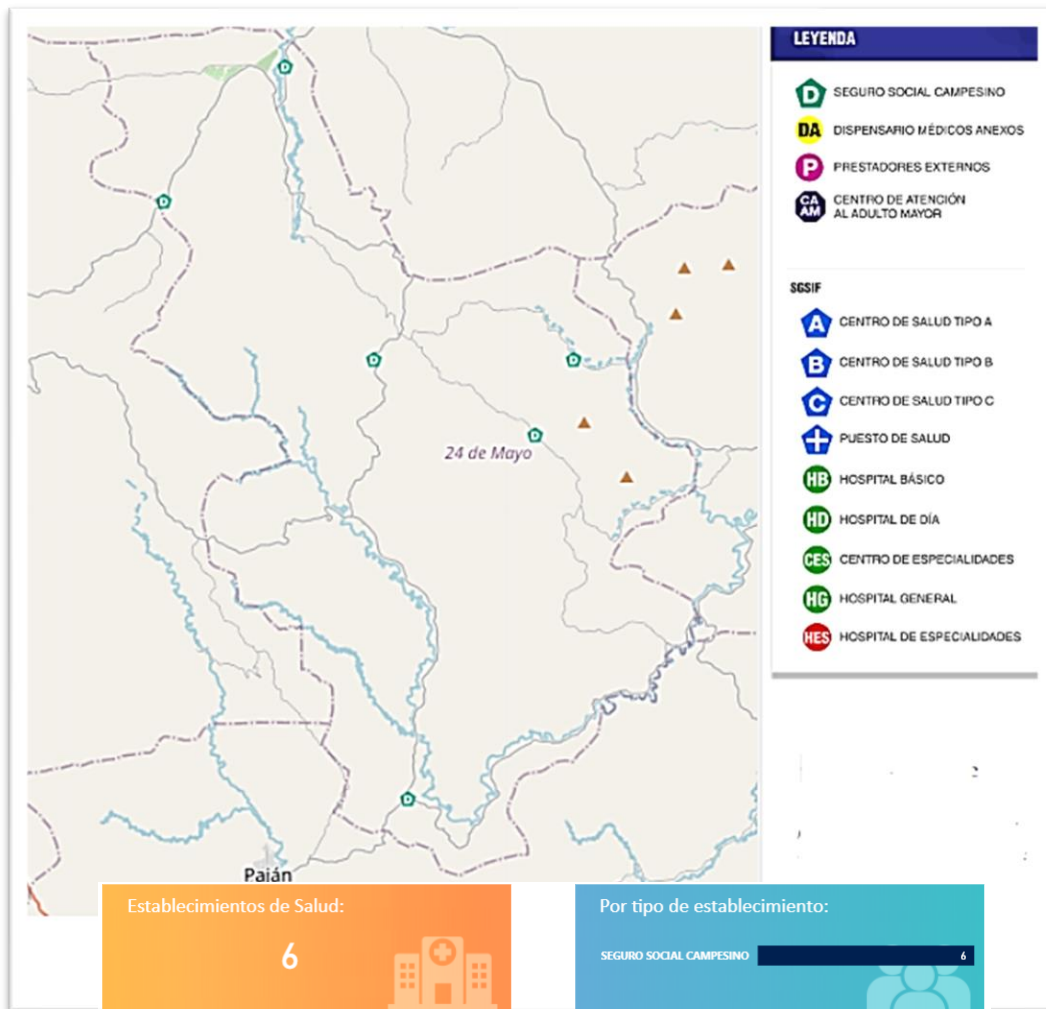 LEYENDA
D SEGURO SOCIAL CAMPESINO
DA DISPENSARIO MÉDICOS ANEXOS
P PRESTADORES EXTERNOS
CA AM CENTRO DE ATENCIÓN
AL ADULTO MAYOR
SGSIF
A CENTRO DE SALUD TIPO A
B CENTRO DE SALUD TIPO B
C CENTRO DE SALUD TIPO C
PUESTO DE SALUD
HB HOSPITAL BÁSICO
HD HOSPITAL DE DÍA
CES CENTRO DE ESPECIALIDADES
HG HOSPITAL GENERAL
HES HOSPITAL DE ESPECIALIDADES
D
D
D
D
D
24 de Mayo
D
Paján
Establecimientos de Salud:
6
Por tipo de establecimiento:
SEGURO SOCIAL CAMPESINO 6